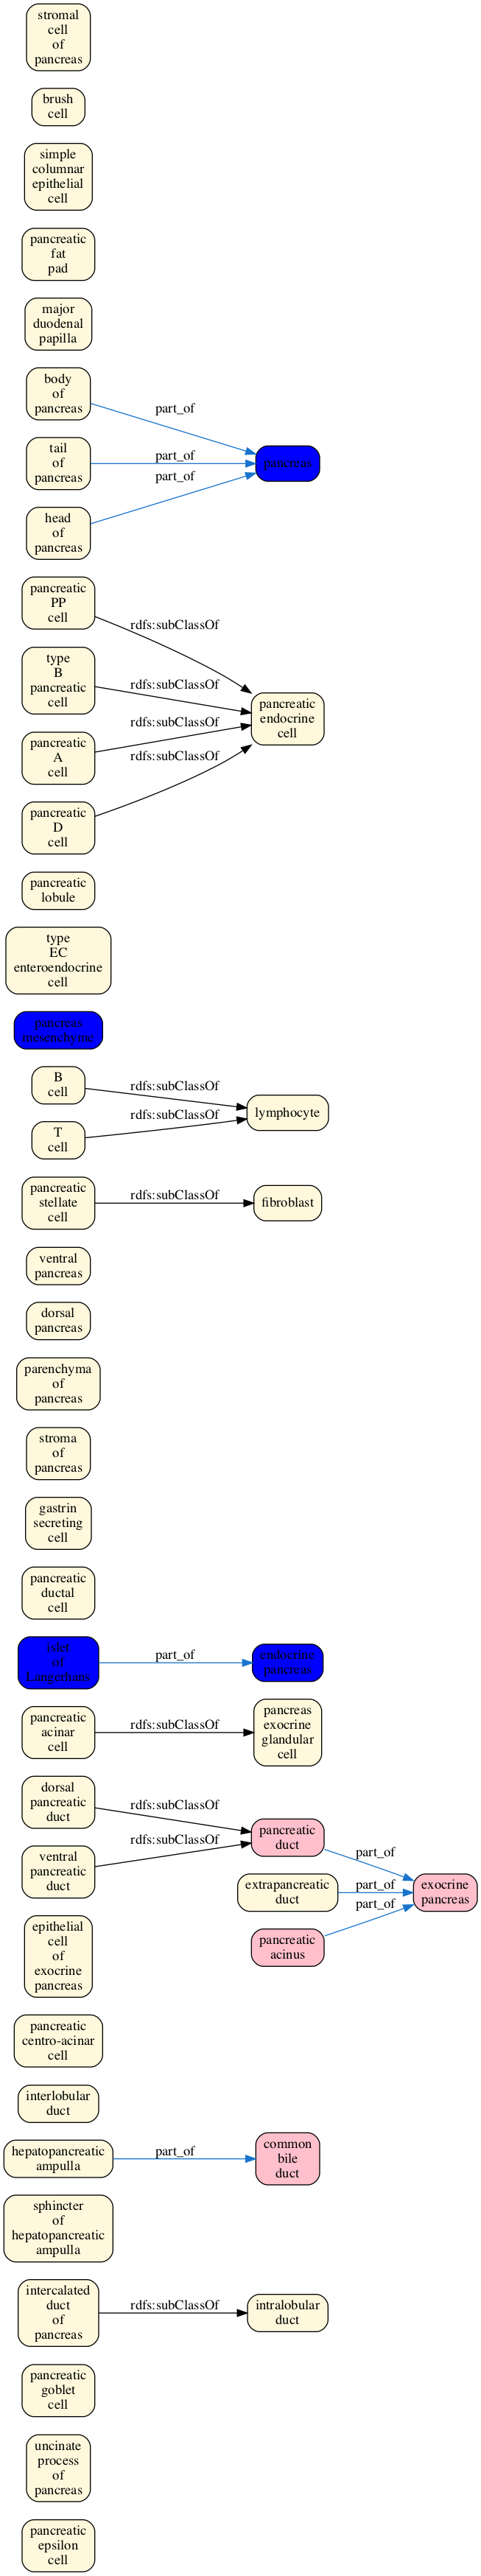 stromal
cell
of
pancreas
brush
cell
simple
columnar
epithelial
cell
pancreatic
fat
pad
major
duodenal
papilla
body
of
pancreas
part_of
tail
of
pancreas
part_of
pancreas
part_of
head
of
pancreas
pancreatic
PP
cell
rdfs:subClassOf
type
B
pancreatic
cell
rdfs:subClassOf
pancreatic
endocrine
cell
rdfs:subClassOf
pancreatic
A
cell
rdfs:subClassOf
pancreatic
D
cell
pancreatic
lobule
type
EC
enteroendocrine
cell
pancreas
mesenchyme
B
cell
rdfs:subClassOf
lymphocyte
rdfs:subClassOf
T
cell
pancreatic
stellate
cell
rdfs:subClassOf
fibroblast
ventral
pancreas
dorsal
pancreas
parenchyma
of
pancreas
stroma
of
pancreas
gastrin
secreting
cell
pancreatic
ductal
cell
islet
of
Langerhans
part_of
endocrine
pancreas
pancreatic
acinar
cell
rdfs:subClassOf
pancreas
exocrine
glandular
cell
dorsal
pancreatic
duct
rdfs:subClassOf
pancreatic
duct
rdfs:subClassOf
part_of
ventral
pancreatic
duct
extrapancreatic
duct
part_of
exocrine
pancreas
part_of
pancreatic
acinus
epithelial
cell
of
exocrine
pancreas
pancreatic
centro-acinar
cell
interlobular
duct
hepatopancreatic
ampulla
part_of
common
bile
duct
sphincter
of
hepatopancreatic
ampulla
intercalated
duct
of
pancreas
rdfs:subClassOf
intralobular
duct
pancreatic
goblet
cell
uncinate
process
of
pancreas
pancreatic
epsilon
cell